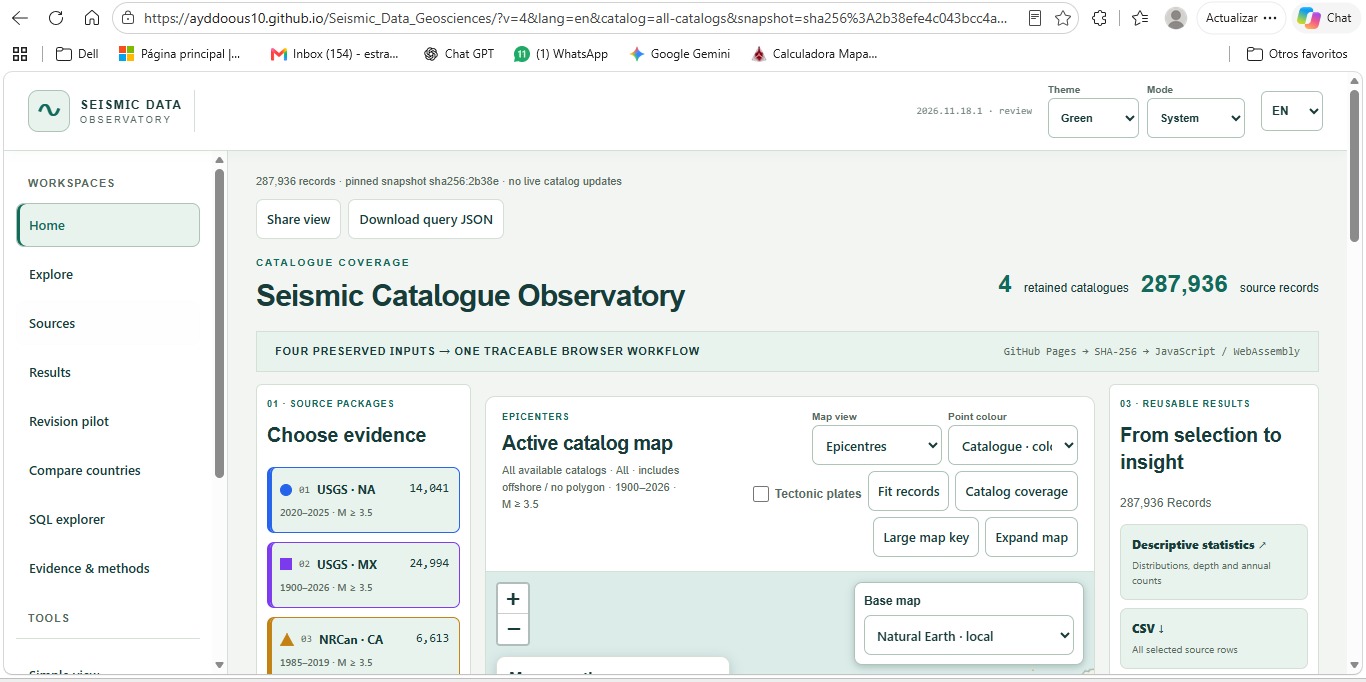 https://ayddoous10.github.io/Seismic_Data_Geosciences/?v=4&lang=en&catalog=all-catalogs&snapshot=sha256%3A2b38efe4c043bcc4a...
Actualizar
Chat
Dell
Página principal |...
Inbox (154) - estra...
Chat GPT
11
(1) WhatsApp
Google Gemini
Calculadora Mapa...
Otros favoritos
SEISMIC DATA
OBSERVATORY
2026.11.18.1 · review
Theme
Green
Mode
System
EN
WORKSPACES
Home
Explore
Sources
Results
Revision pilot
Compare countries
SQL explorer
Evidence & methods
TOOLS
287,936 records · pinned snapshot sha256:2b38e · no live catalog updates
Share view
Download query JSON
CATALOGUE COVERAGE
Seismic Catalogue Observatory
4 retained catalogues 287,936 source records
FOUR PRESERVED INPUTS → ONE TRACEABLE BROWSER WORKFLOW
GitHub Pages → SHA-256 → JavaScript / WebAssembly
01 · SOURCE PACKAGES
Choose evidence
01 USGS · NA 14,041
2020–2025 · M ≥ 3.5
02 USGS · MX 24,994
1900–2026 · M ≥ 3.5
03 NRCan · CA 6,613
1985–2019 · M ≥ 3.5
EPICENTERS
Active catalog map
All available catalogs · All · includes
offshore / no polygon · 1900–2026 ·
M ≥ 3.5
Map view
Epicentres
Point colour
Catalogue · col
Tectonic plates
Fit records
Catalog coverage
Large map key
Expand map
+
−
Base map
Natural Earth · local
03 · REUSABLE RESULTS
From selection to
insight
287,936 Records
Descriptive statistics ↗
Distributions, depth and annual
counts
CSV ↓
All selected source rows